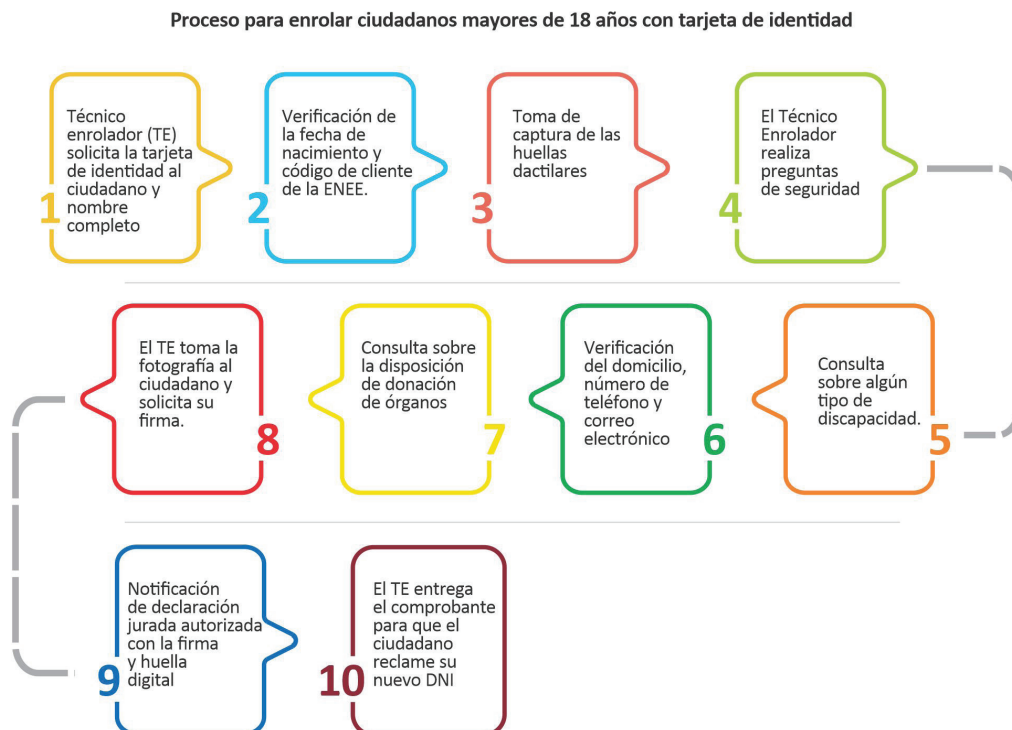 Proceso para enrolar ciudadanos mayores de 18 años con tarjeta de identidad
1
Técnico
enrolador (TE)
solicita la tarjeta
de identidad al
ciudadano y
nombre
completo
2
Verificación de
la fecha de
nacimiento y
código de cliente
de la ENEE.
3
Toma de
captura de las
huellas
dactilares
4
El Técnico
Enrolador
realiza
preguntas
de seguridad
5
Consulta
sobre algún
tipo de
discapacidad.
6
Verificación
del domicilio,
número de
teléfono y
correo
electrónico
7
Consulta sobre
la disposición
de donación
de órganos
8
El TE toma la
fotografía al
ciudadano y
solicita su
firma.
9
Notificación
de declaración
jurada autorizada
con la firma
y huella
digital
10
El TE entrega
el comprobante
para que el
ciudadano
reclame su
nuevo DNI